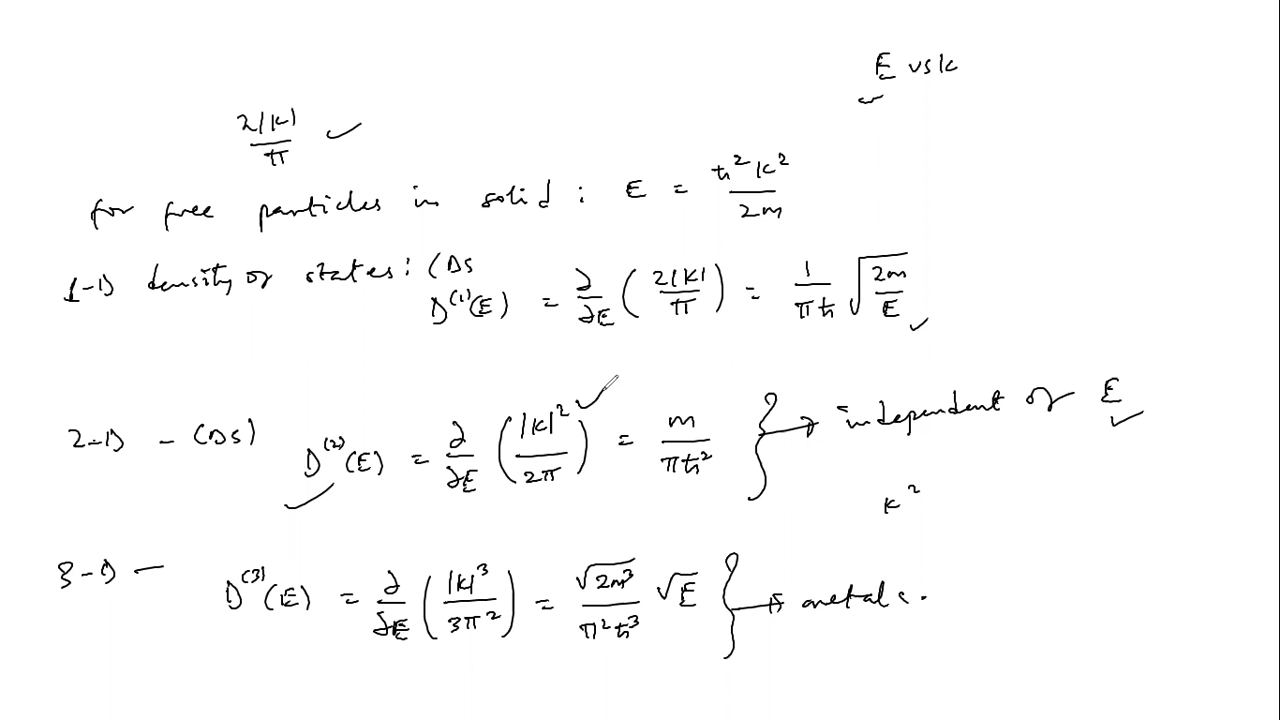 E vs k
2|k|/π
for free particles in solid : E = ħ²k²/2m
1-D density of states : (Ds
D⁽¹⁾(E) = ∂/∂E (2|k|/π) = 1/πħ √(2m/E)
2-D - (Ds) D⁽²⁾(E) = ∂/∂E (|k|²/2π) = m/πħ² } → independent of E
k²
3-D - D⁽³⁾(E) = ∂/∂E (|k|³/3π²) = √2m³/π²ħ³ √E } → metals.